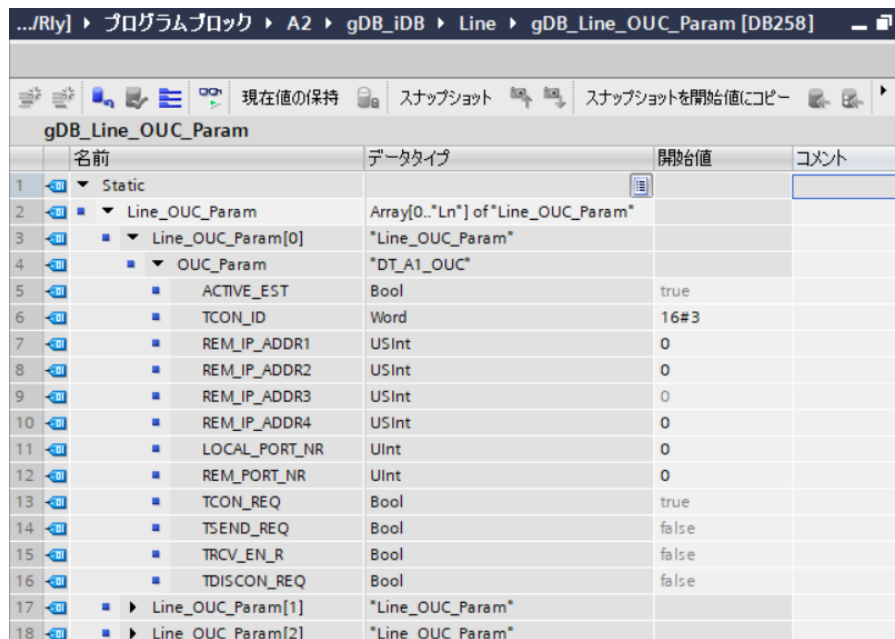 .../Rly] ▸ プログラムブロック ▸ A2 ▸ gDB_iDB ▸ Line ▸ gDB_Line_OUC_Param [DB258]
現在値の保持 スナップショット スナップショットを開始値にコピー
gDB_Line_OUC_Param
名前 データタイプ 開始値 コメント
1 Static
2 Line_OUC_Param Array[0.."Ln"] of "Line_OUC_Param"
3 Line_OUC_Param[0] "Line_OUC_Param"
4 OUC_Param "DT_A1_OUC"
5 ACTIVE_EST Bool true
6 TCON_ID Word 16#3
7 REM_IP_ADDR1 USInt 0
8 REM_IP_ADDR2 USInt 0
9 REM_IP_ADDR3 USInt 0
10 REM_IP_ADDR4 USInt 0
11 LOCAL_PORT_NR UInt 0
12 REM_PORT_NR UInt 0
13 TCON_REQ Bool true
14 TSEND_REQ Bool false
15 TRCV_EN_R Bool false
16 TDISCON_REQ Bool false
17 Line_OUC_Param[1] "Line_OUC_Param"
18 Line_OUC_Param[2] "Line_OUC_Param"